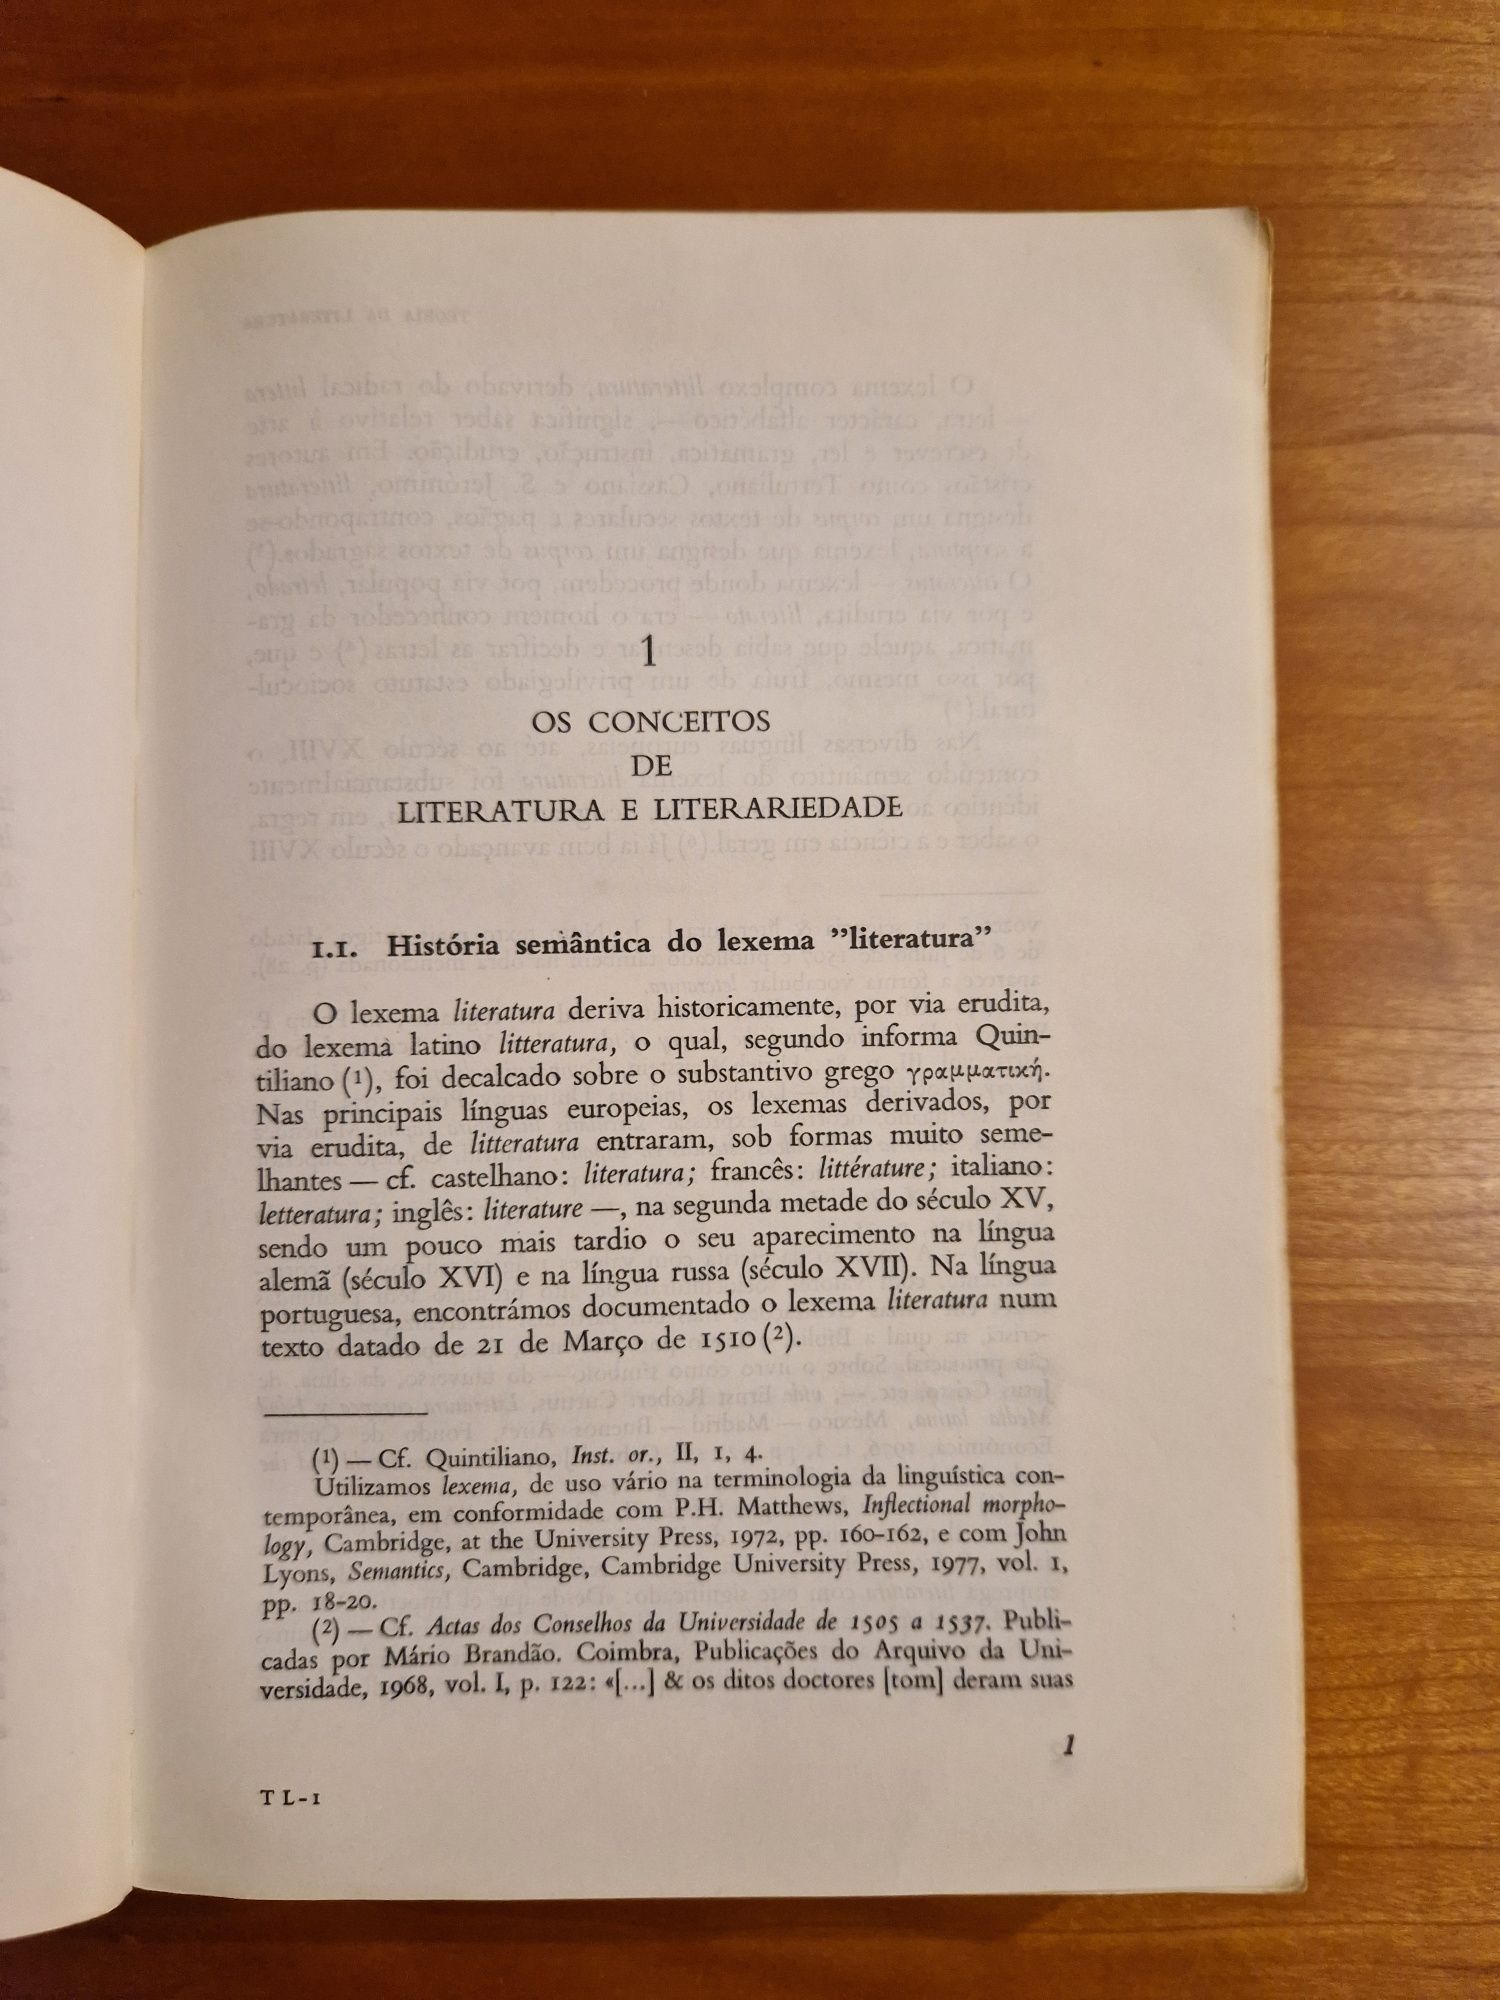 1
OS CONCEITOS
DE
LITERATURA E LITERARIEDADE
1.1. História semântica do lexema ”literatura”
O lexema literatura deriva historicamente, por via erudita,
do lexema latino litteratura, o qual, segundo informa Quin-
tiliano (¹), foi decalcado sobre o substantivo grego γραμματική.
Nas principais línguas europeias, os lexemas derivados, por
via erudita, de litteratura entraram, sob formas muito seme-
lhantes — cf. castelhano: literatura; francês: littérature; italiano:
letteratura; inglês: literature —, na segunda metade do século XV,
sendo um pouco mais tardio o seu aparecimento na língua
alemã (século XVI) e na língua russa (século XVII). Na língua
portuguesa, encontrámos documentado o lexema literatura num
texto datado de 21 de Março de 1510 (²).
(¹) — Cf. Quintiliano, Inst. or., II, 1, 4.
Utilizamos lexema, de uso vário na terminologia da linguística con-
temporânea, em conformidade com P.H. Matthews, Inflectional morpho-
logy, Cambridge, at the University Press, 1972, pp. 160-162, e com John
Lyons, Semantics, Cambridge, Cambridge University Press, 1977, vol. 1,
pp. 18-20.
(²) — Cf. Actas dos Conselhos da Universidade de 1505 a 1537. Publi-
cadas por Mário Brandão. Coimbra, Publicações do Arquivo da Uni-
versidade, 1968, vol. I, p. 122: «[...] & os ditos doctores [tom] deram suas
1
T L - 1